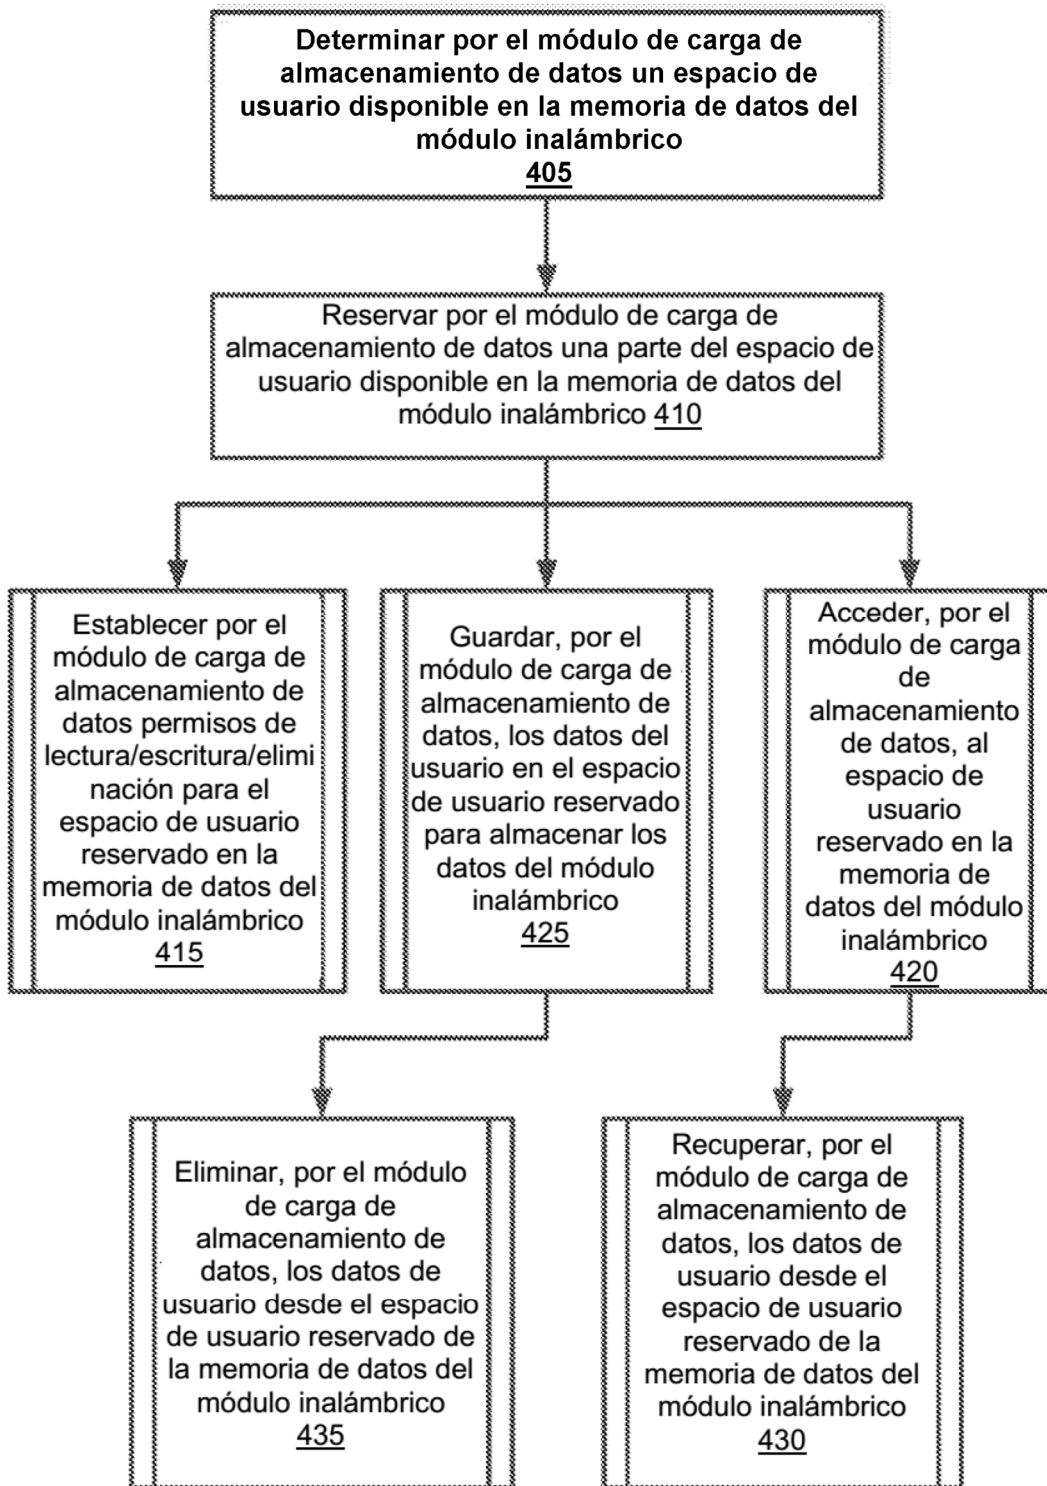 Determinar por el módulo de carga de
almacenamiento de datos un espacio de
usuario disponible en la memoria de datos del
módulo inalámbrico
405
Reservar por el módulo de carga de
almacenamiento de datos una parte del espacio de
usuario disponible en la memoria de datos del
módulo inalámbrico 410
Establecer por el
módulo de carga de
almacenamiento de
datos permisos de
lectura/escritura/elimi
nación para el
espacio de usuario
reservado en la
memoria de datos del
módulo inalámbrico
415
Guardar, por el
módulo de carga de
almacenamiento de
datos, los datos del
usuario en el espacio
de usuario reservado
para almacenar los
datos del módulo
inalámbrico
425
Acceder, por el
módulo de carga
de
almacenamiento
de datos, al
espacio de
usuario
reservado en la
memoria de
datos del módulo
inalámbrico
420
Eliminar, por el módulo
de carga de
almacenamiento de
datos, los datos de
usuario desde el espacio
de usuario reservado de
la memoria de datos del
módulo inalámbrico
435
Recuperar, por el
módulo de carga de
almacenamiento de
datos, los datos de
usuario desde el
espacio de usuario
reservado de la
memoria de datos del
módulo inalámbrico
430